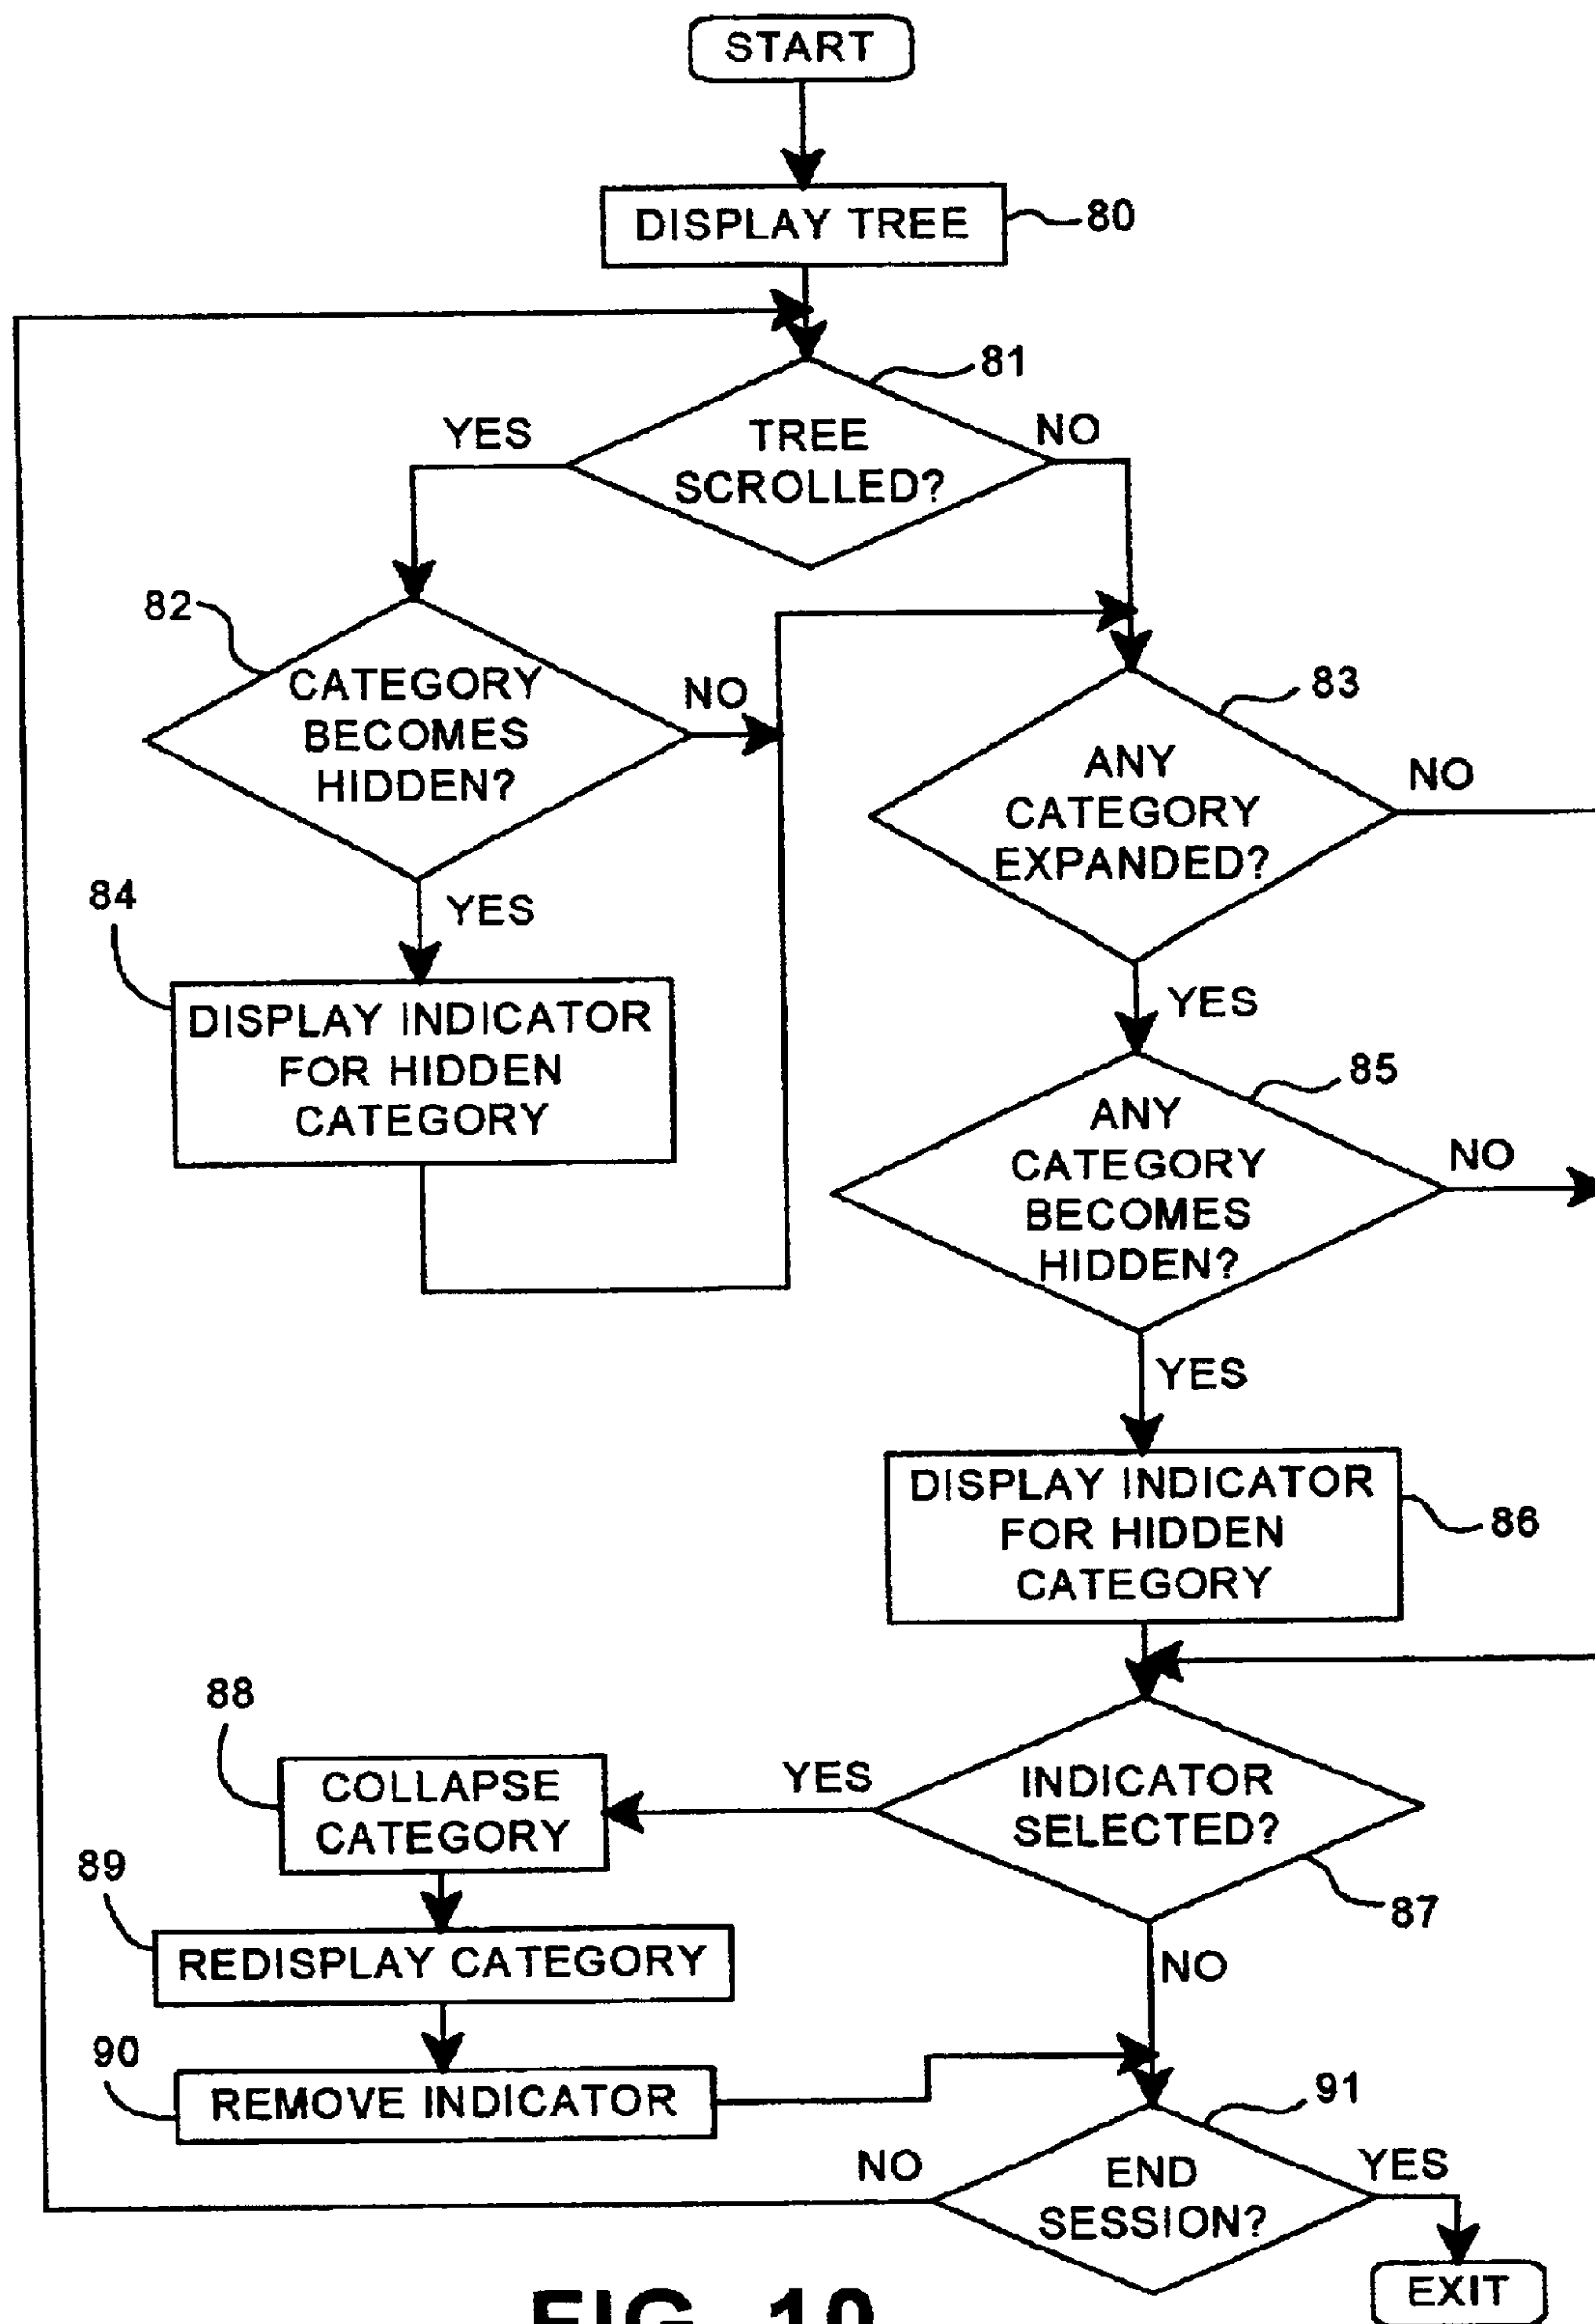 START
DISPLAY TREE
80
81
YES
TREE
SCROLLED?
NO
82
CATEGORY
BECOMES
HIDDEN?
NO
83
ANY
CATEGORY
EXPANDED?
NO
84
YES
DISPLAY INDICATOR
FOR HIDDEN
CATEGORY
YES
85
ANY
CATEGORY
BECOMES
HIDDEN?
NO
YES
DISPLAY INDICATOR
FOR HIDDEN
CATEGORY
86
88
COLLAPSE
CATEGORY
YES
INDICATOR
SELECTED?
87
89
REDISPLAY CATEGORY
NO
90
REMOVE INDICATOR
91
NO
END
SESSION?
YES
EXIT
FIG. 10